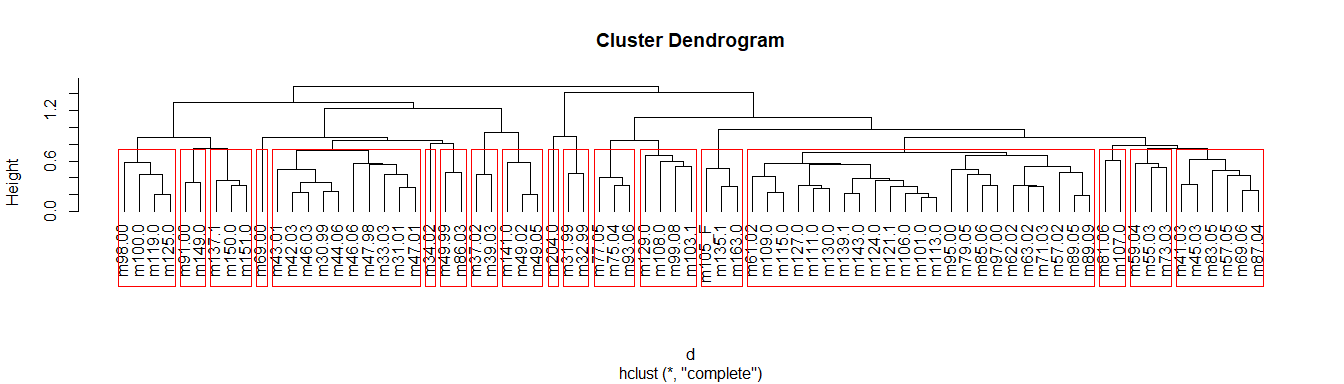 Cluster Dendrogram
Height
0.0
0.6
1.2
m98.00
m100.0
m119.0
m125.0
m91.00
m149.0
m137.1
m150.0
m151.0
m69.00
m43.01
m42.03
m46.03
m30.99
m44.06
m46.06
m47.98
m33.03
m31.01
m47.01
m34.02
m49.99
m86.03
m37.02
m39.03
m141.0
m49.02
m49.05
m204.0
m31.99
m32.99
m77.05
m75.04
m93.06
m129.0
m108.0
m99.08
m103.1
m105_F
m135.1
m163.0
m61.02
m109.0
m115.0
m127.0
m111.0
m130.0
m139.1
m143.0
m124.0
m121.1
m106.0
m101.0
m113.0
m95.00
m79.05
m85.06
m97.00
m62.02
m63.02
m71.03
m57.02
m89.05
m89.09
m81.06
m107.0
m59.04
m55.03
m73.03
m41.03
m45.03
m83.05
m57.05
m69.06
m87.04
d
hclust (*, "complete")